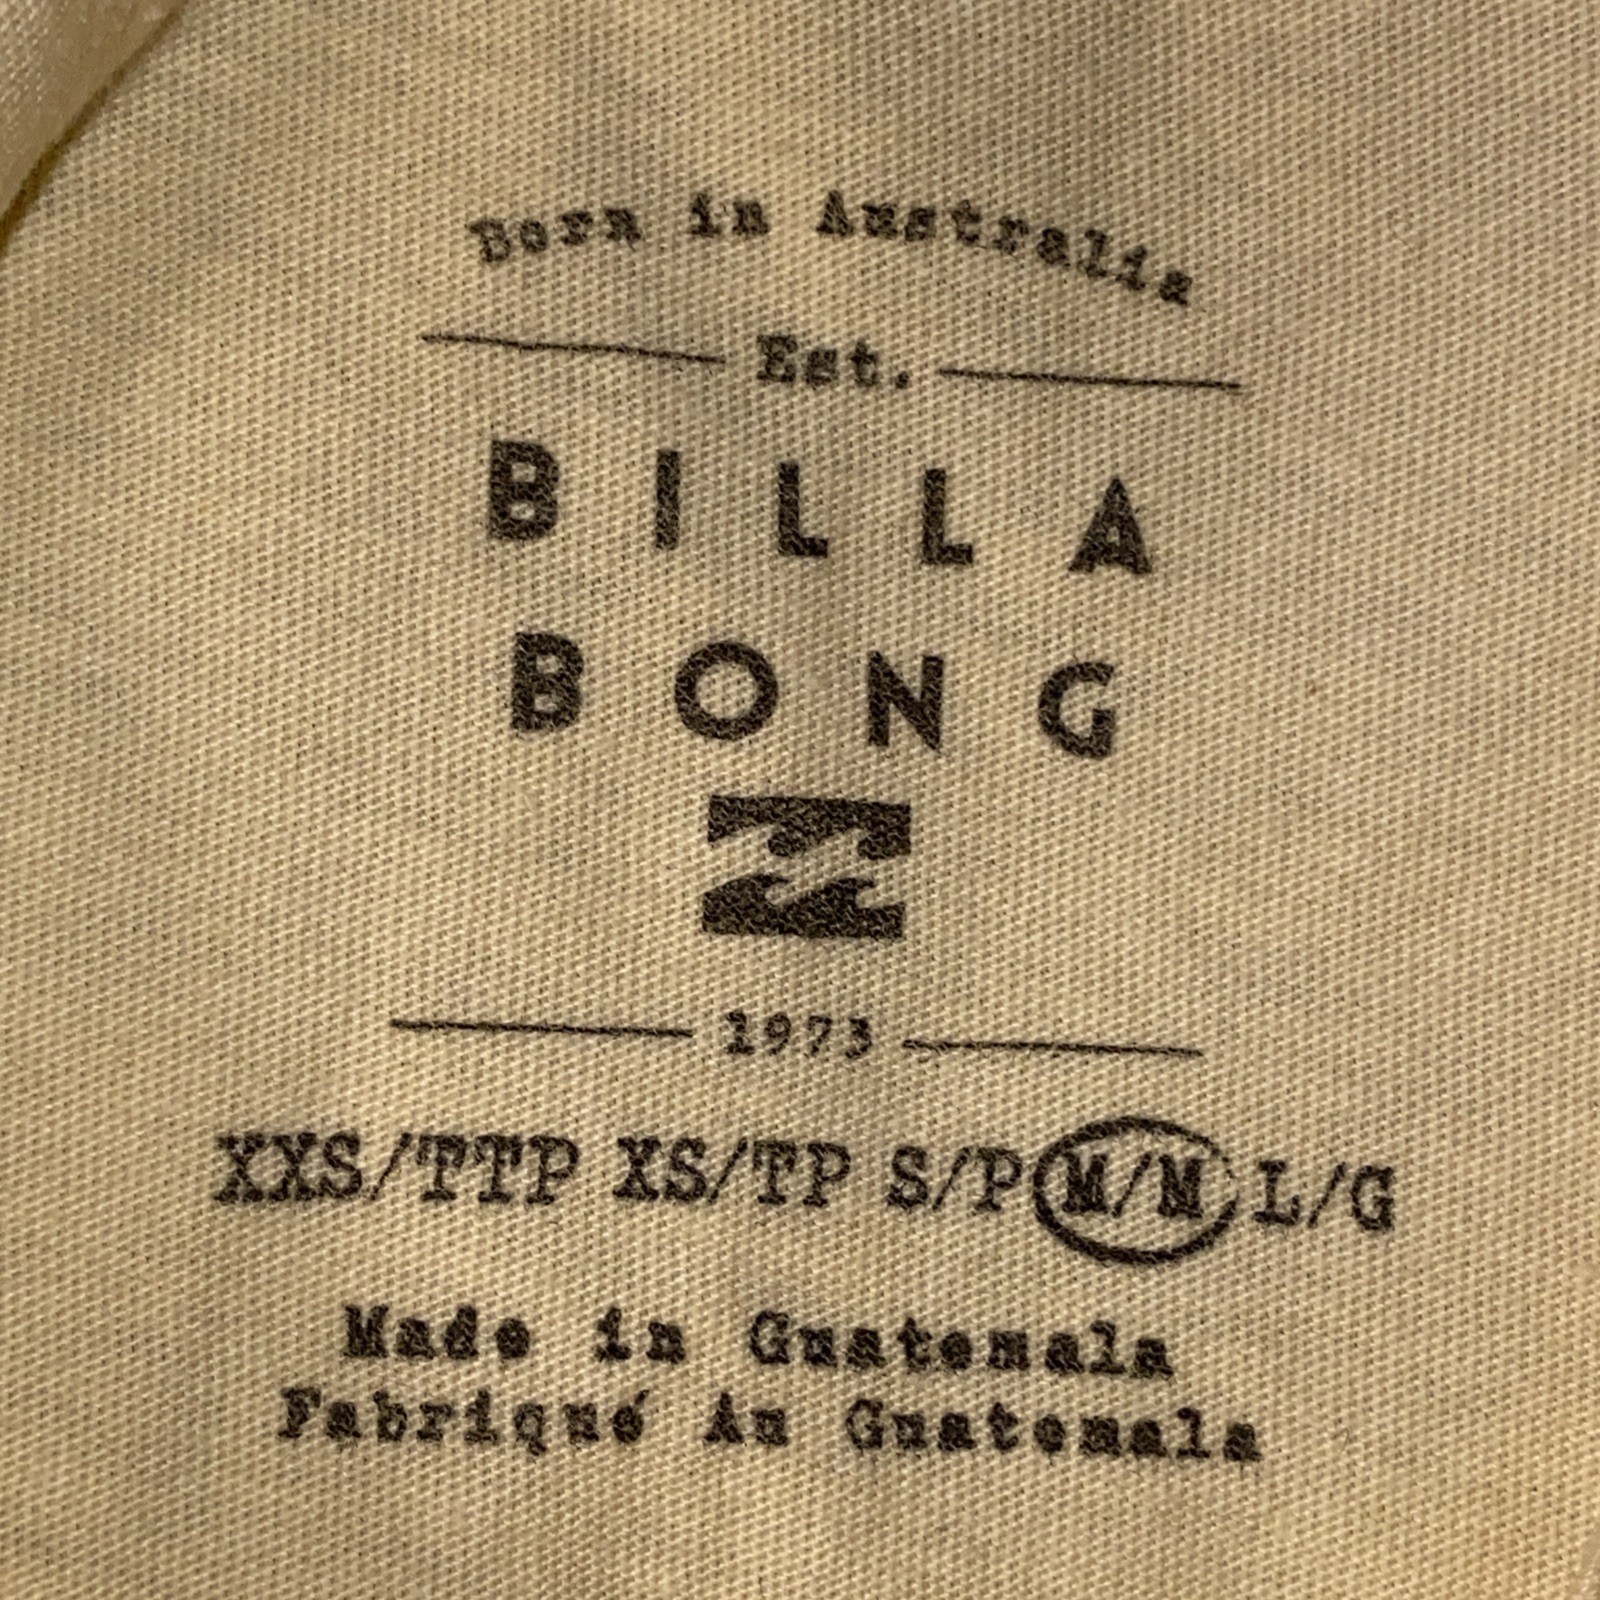 Born in Australia
Est.
BILLA
BONG
1973
XXS/TTP XS/TP S/P M/M L/G
Made in Guatemala
Fabriqué Au Guatemala